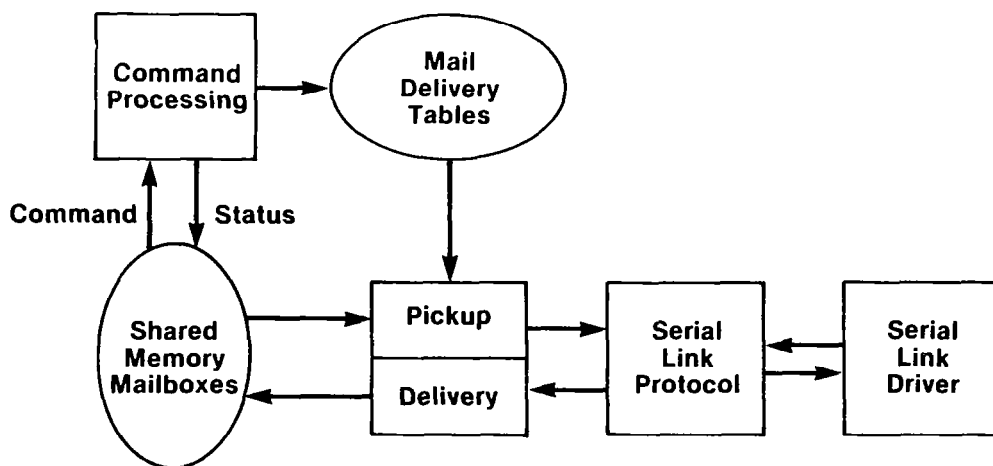 Command
Processing
Mail
Delivery
Tables
Command
Status
Shared
Memory
Mailboxes
Pickup
Delivery
Serial
Link
Protocol
Serial
Link
Driver